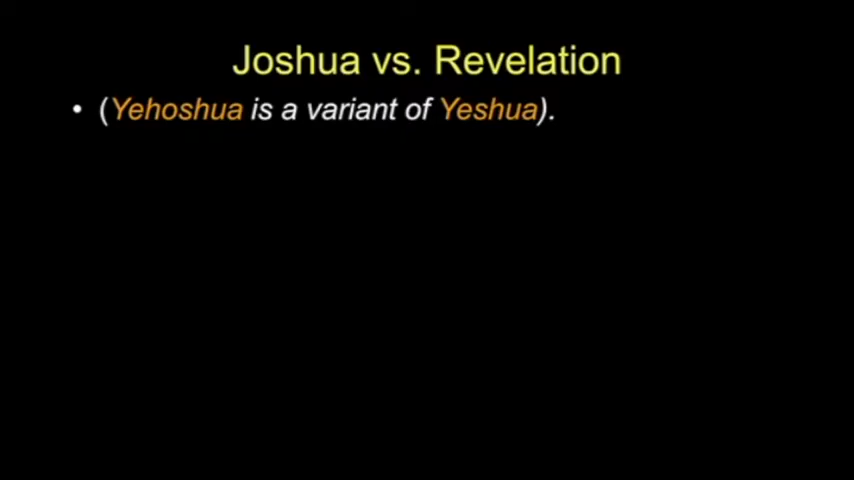 Joshua vs. Revelation
• (Yehoshua is a variant of Yeshua).